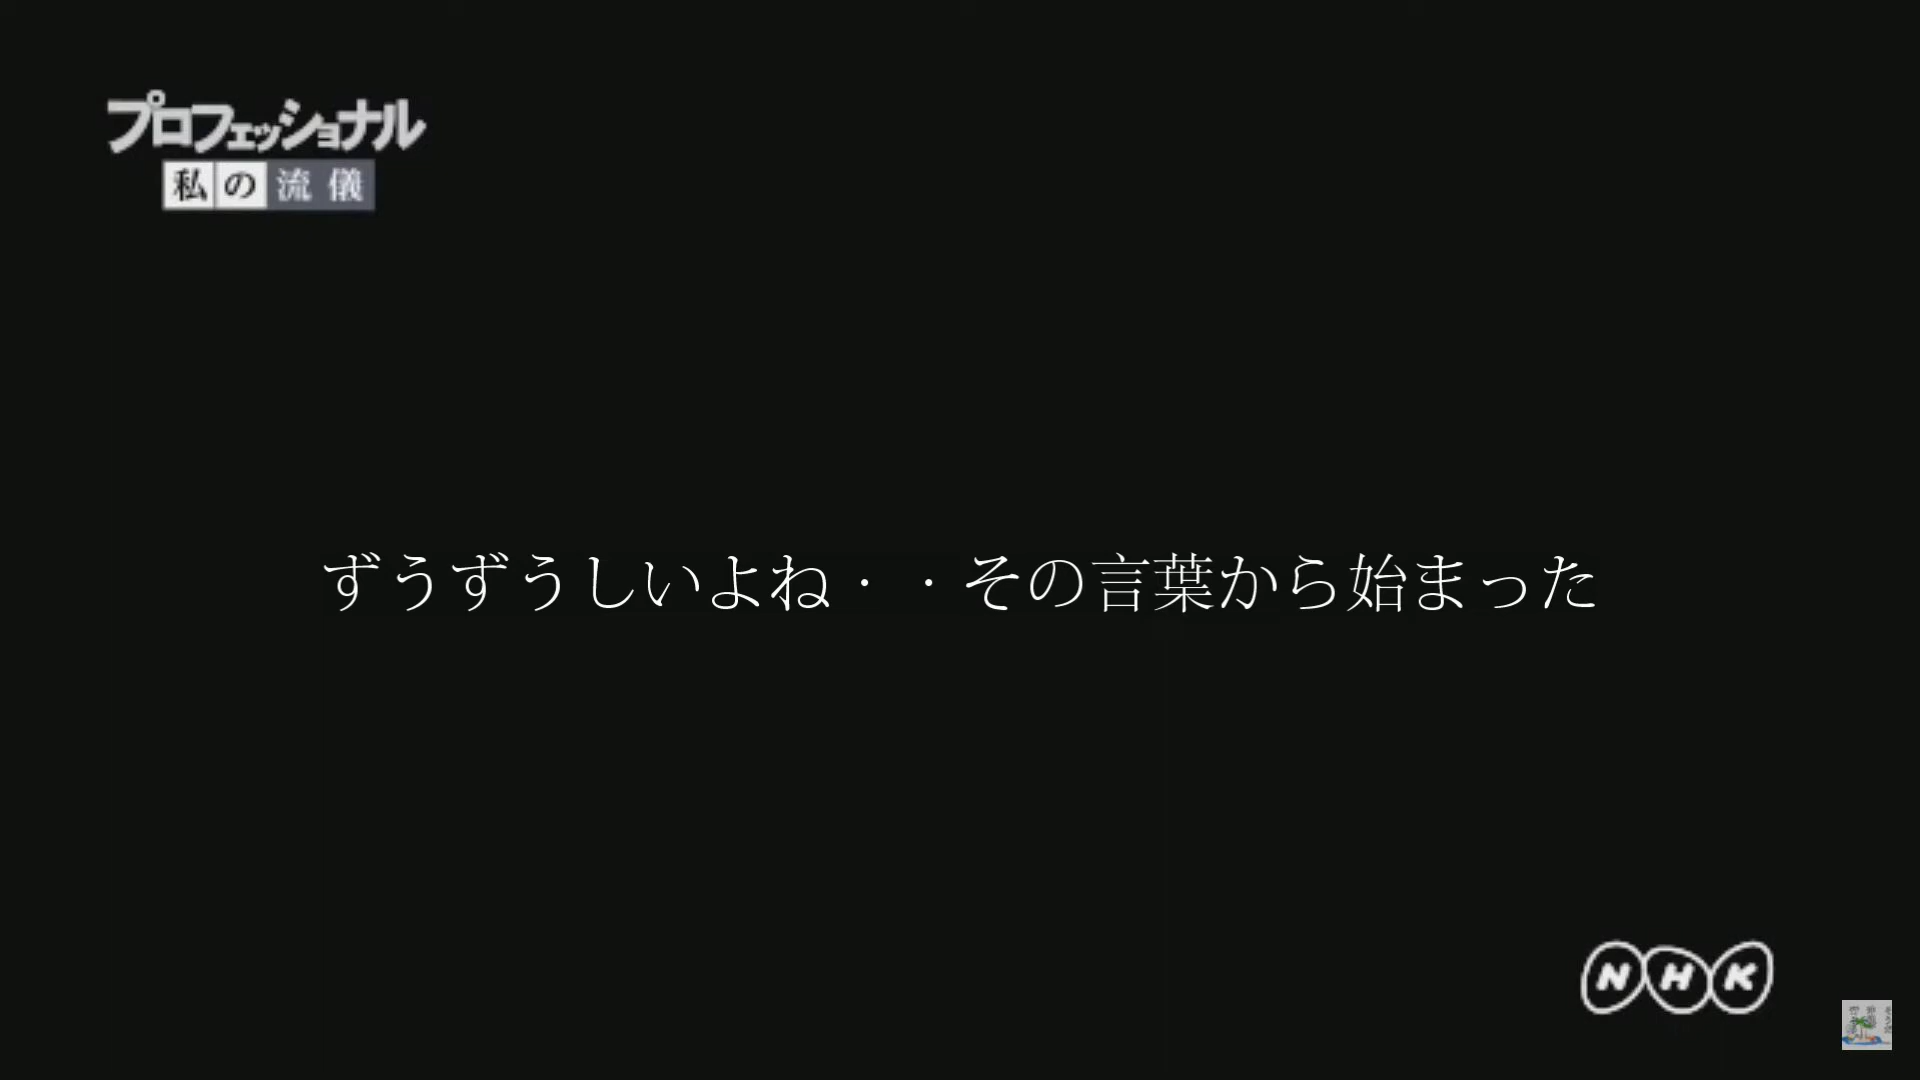 プロフェッショナル
私の流儀
ずうずうしいよね・・その言葉から始まった
NHK